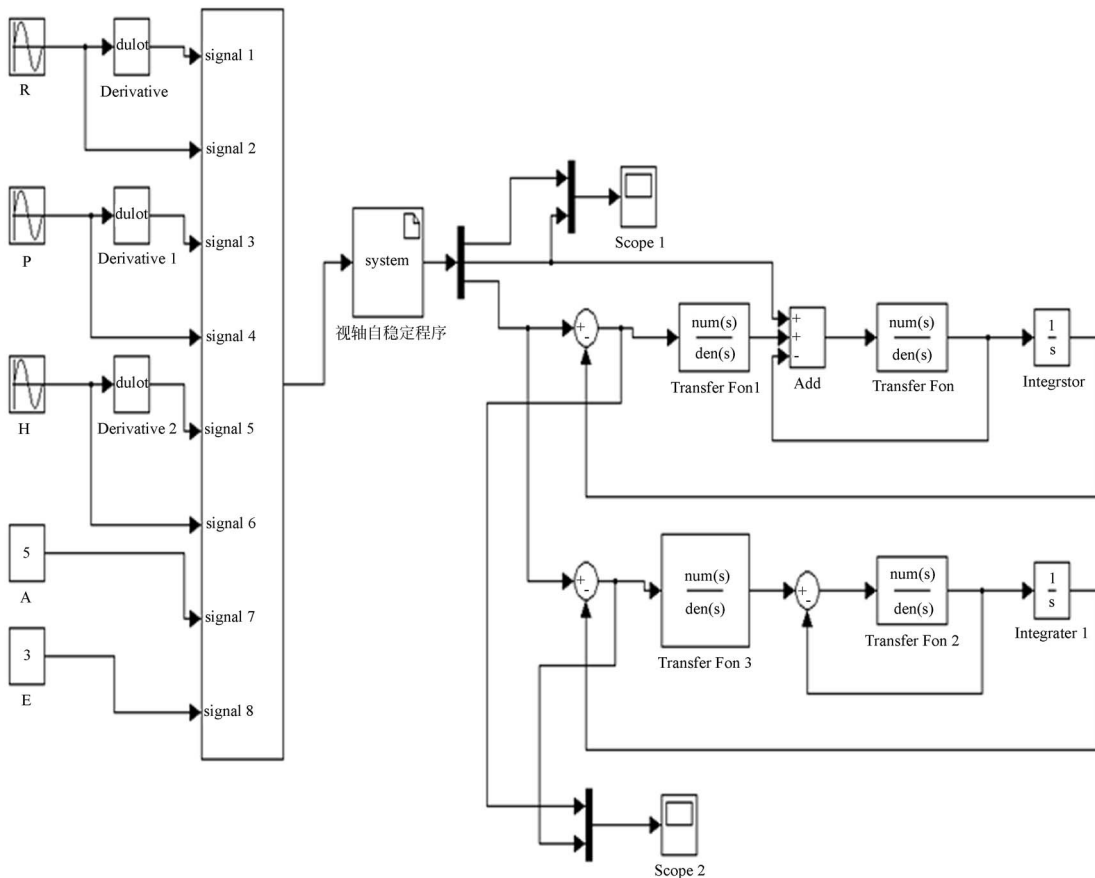 R
dulot
Derivative
signal 1
signal 2
P
dulot
Derivative 1
signal 3
signal 4
H
dulot
Derivative 2
signal 5
signal 6
5
A
signal 7
3
E
signal 8
system
视轴自稳定程序
Scope 1
+
-
num(s)
den(s)
Transfer Fon1
+
+
-
Add
num(s)
den(s)
Transfer Fon
1
s
Integrstor
+
-
num(s)
den(s)
Transfer Fon 3
+
-
num(s)
den(s)
Transfer Fon 2
1
s
Integrater 1
Scope 2